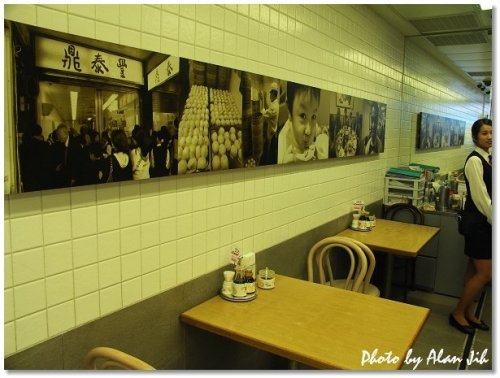 鼎泰豐
Photo by Alan Jih